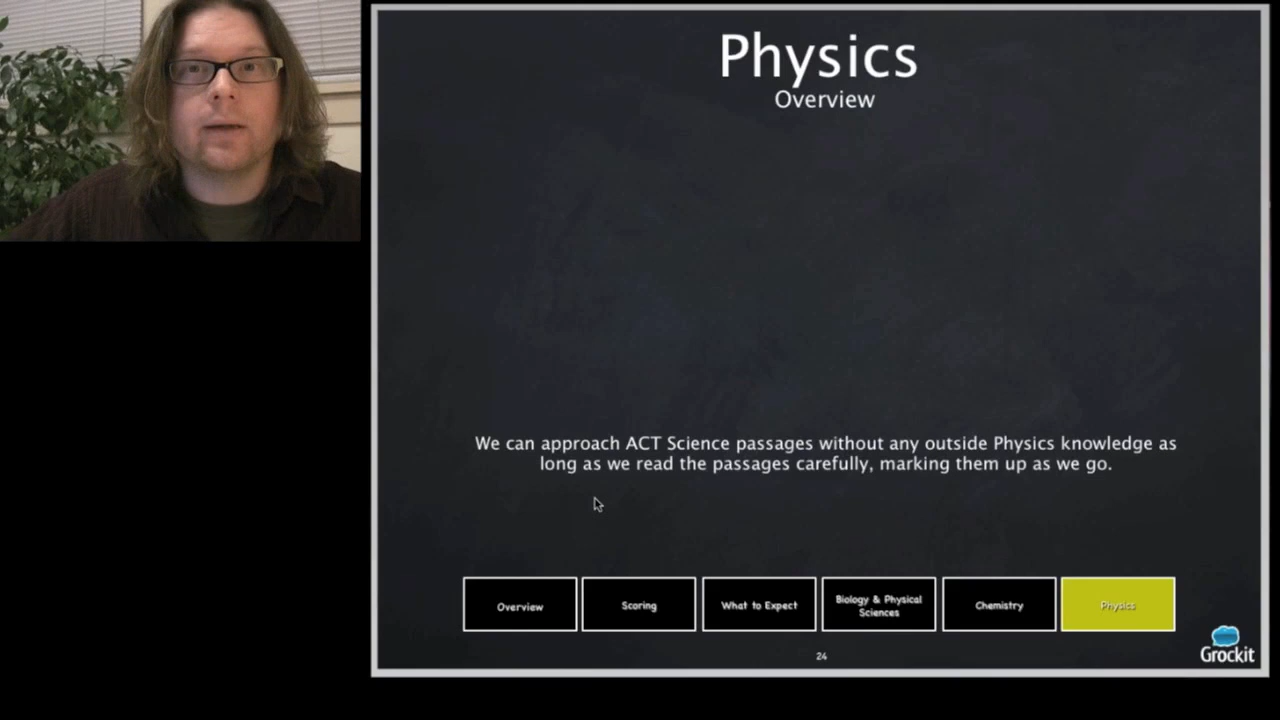 Physics
Overview
We can approach ACT Science passages without any outside Physics knowledge as
long as we read the passages carefully, marking them up as we go.
Overview
Scoring
What to Expect
Biology & Physical
Sciences
Chemistry
Physics
24
Grockit